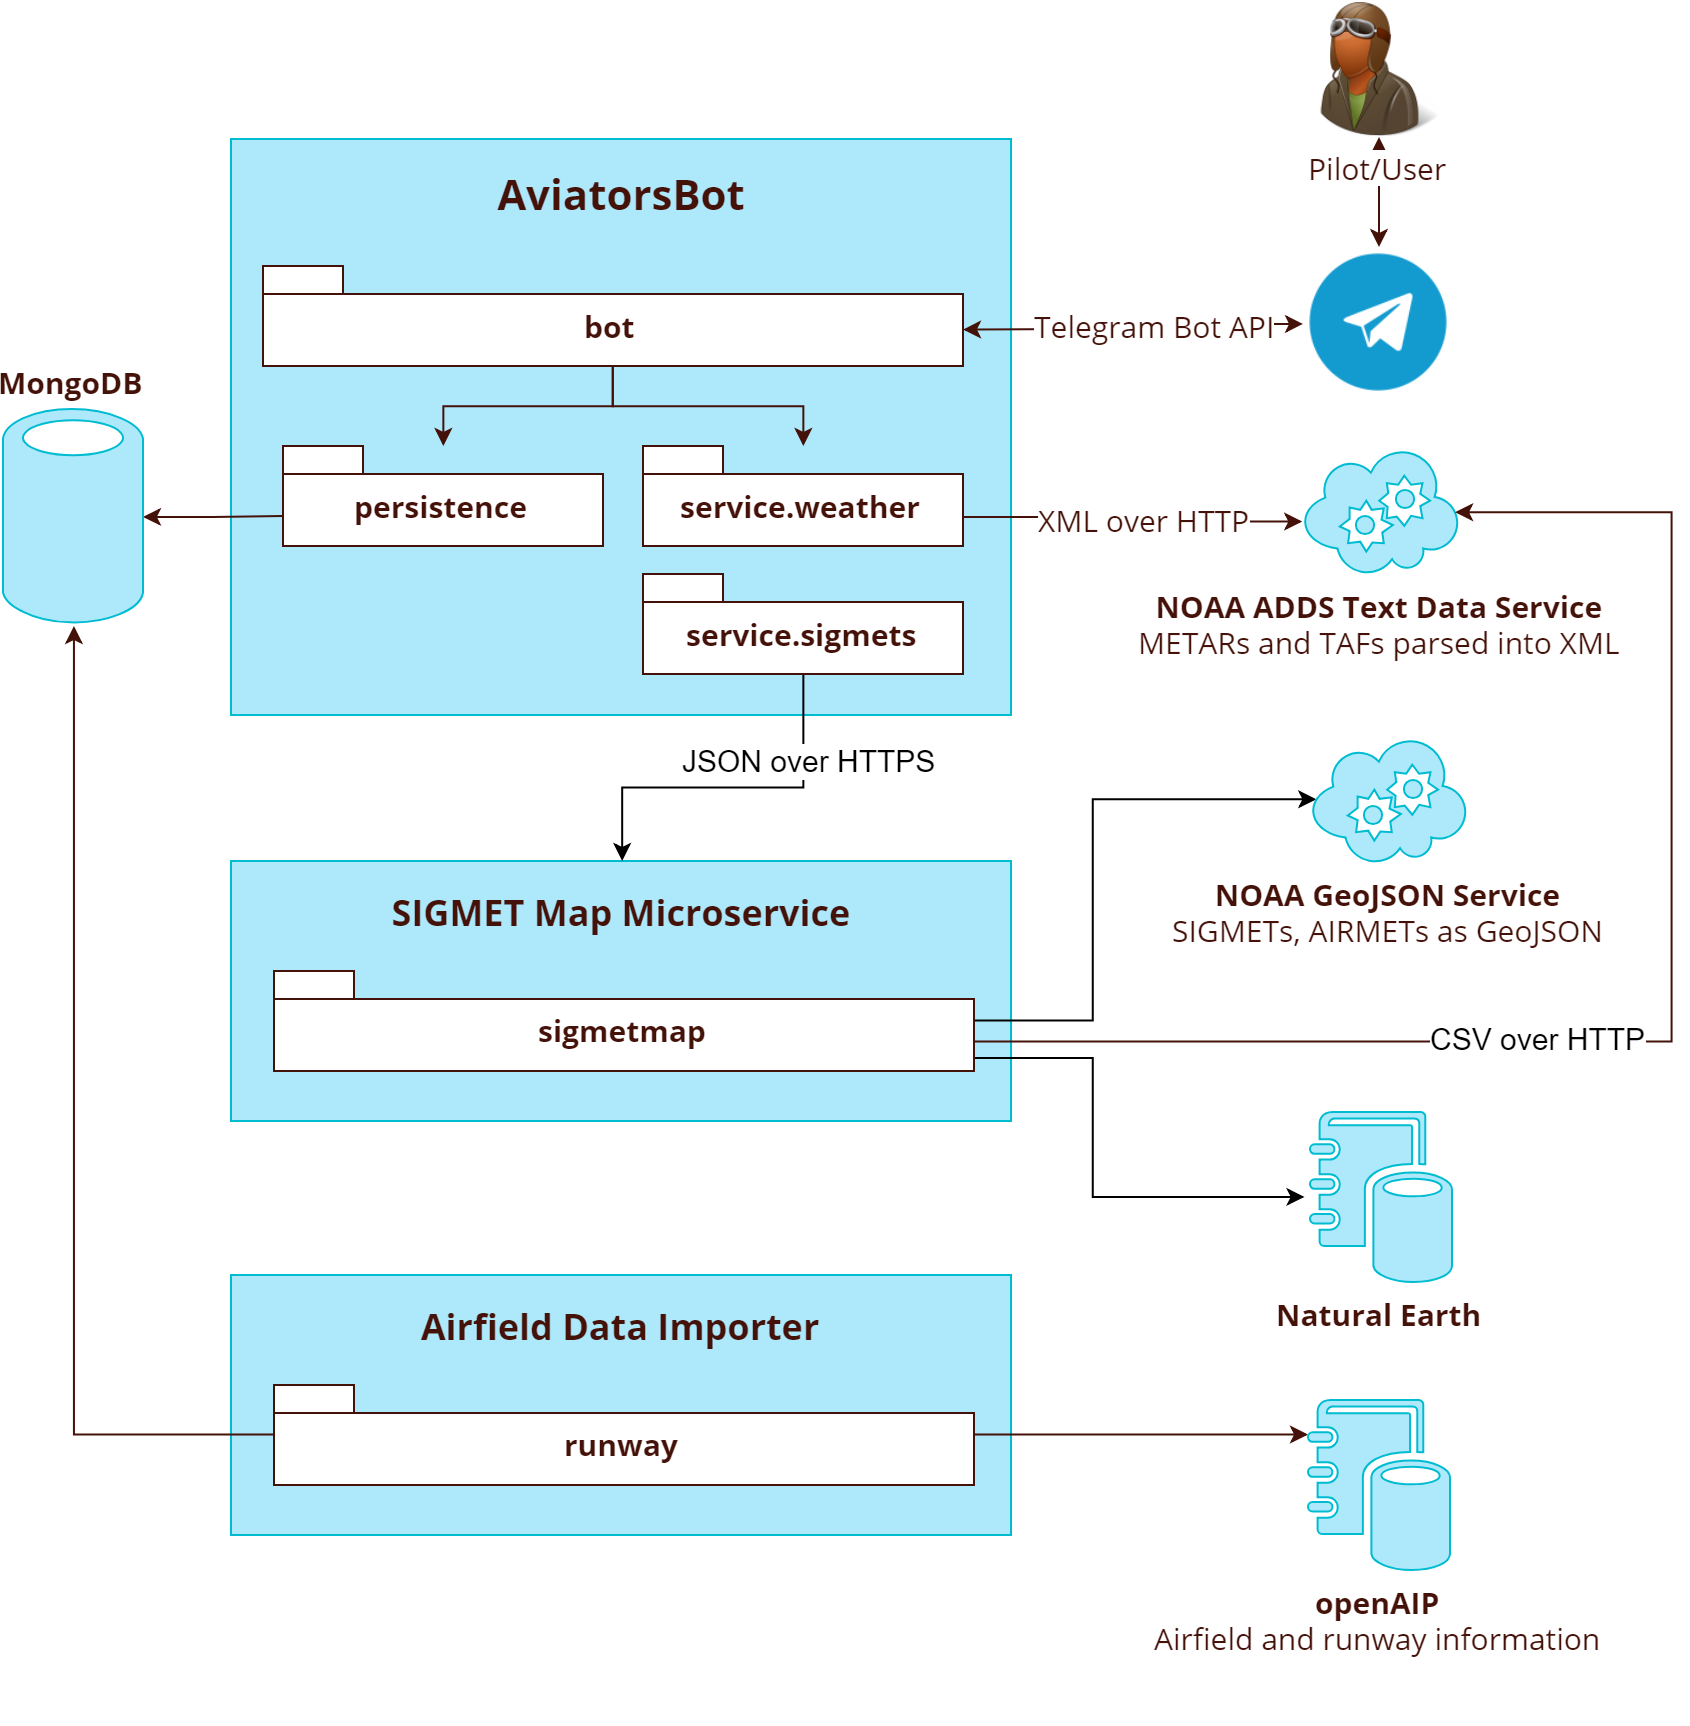 Pilot/User
AviatorsBot
bot
Telegram Bot API
MongoDB
persistence
service.weather
XML over HTTP
NOAA ADDS Text Data Service
METARs and TAFs parsed into XML
service.sigmets
JSON over HTTPS
NOAA GeoJSON Service
SIGMETs, AIRMETs as GeoJSON
SIGMET Map Microservice
sigmetmap
CSV over HTTP
Natural Earth
Airfield Data Importer
runway
openAIP
Airfield and runway information